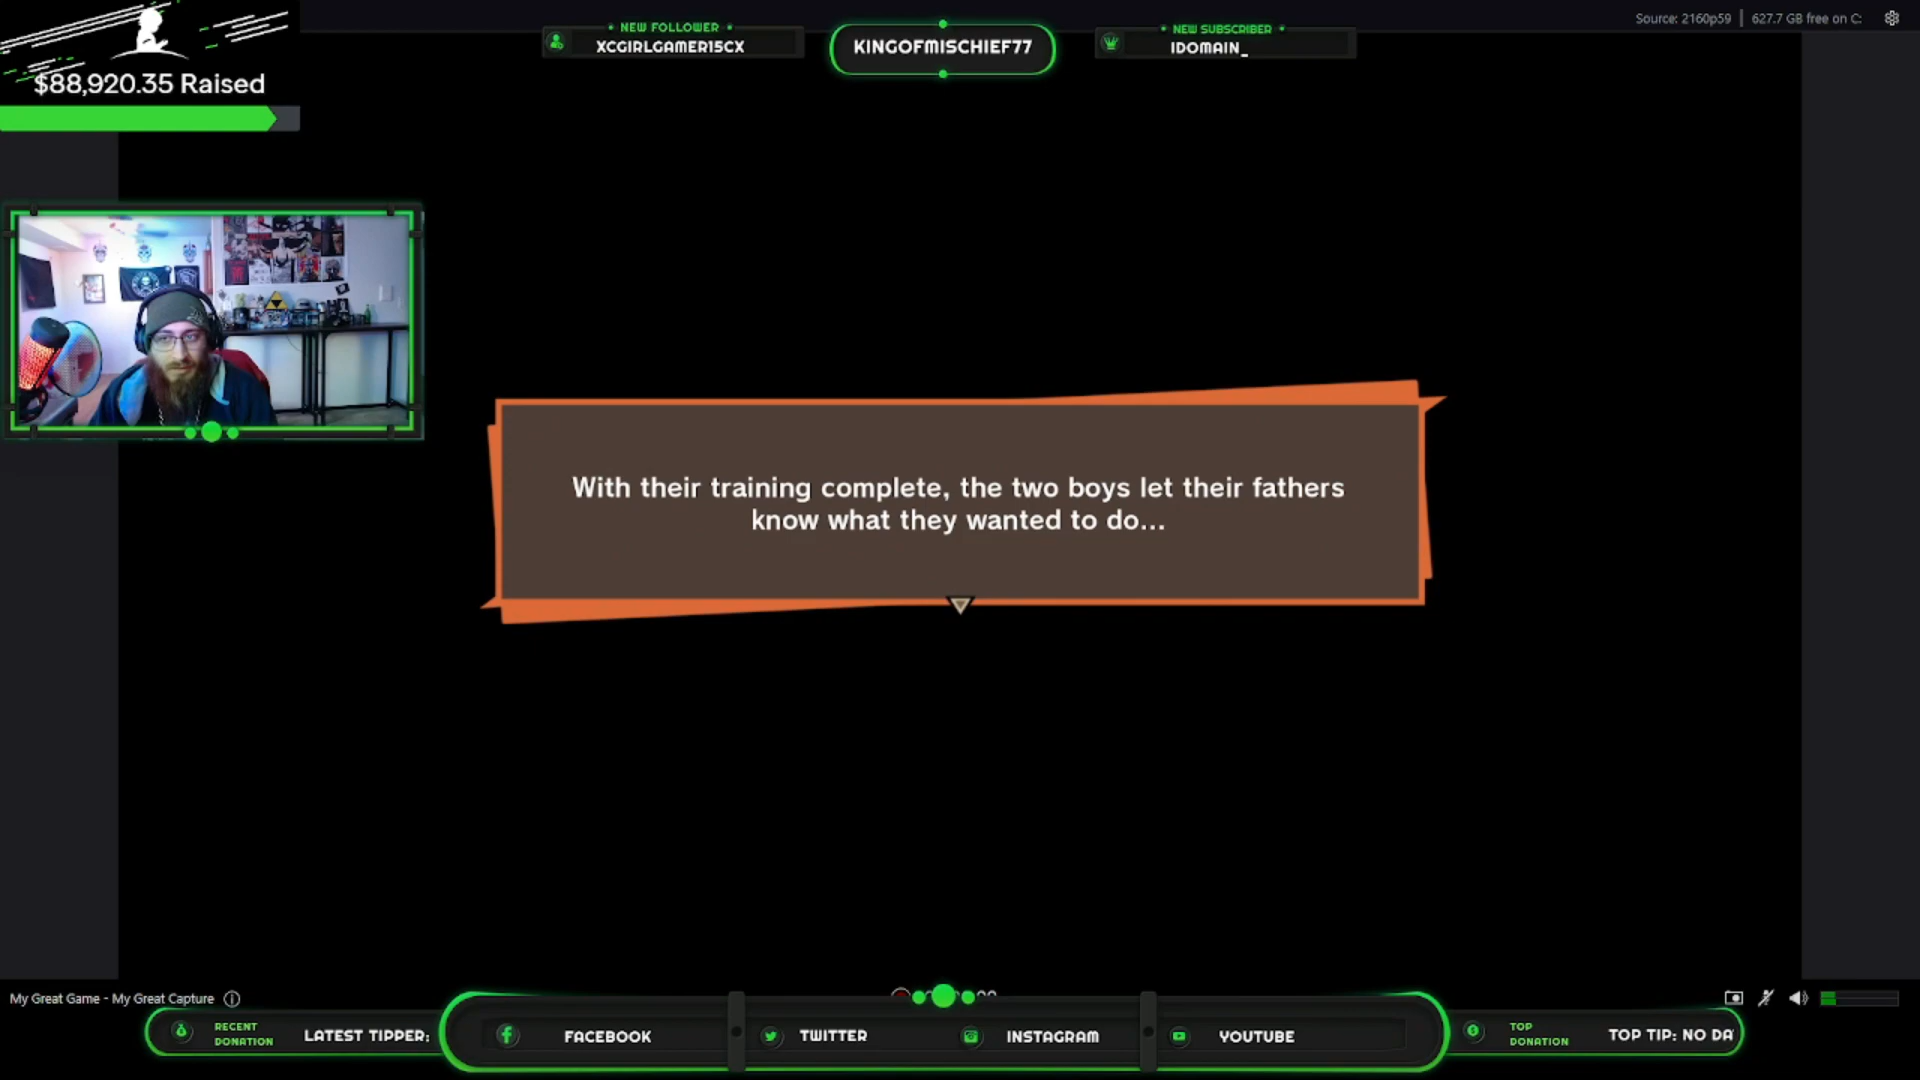 Source: 2160p59 | 627.7 GB free on C:
NEW FOLLOWER
XCGIRLGAMER15CX
KINGOFMISCHIEF77
NEW SUBSCRIBER
IDOMAIN_
$88,920.35 Raised
With their training complete, the two boys let their fathers
know what they wanted to do...
My Great Game - My Great Capture
RECENT
DONATION
LATEST TIPPER:
FACEBOOK
TWITTER
INSTAGRAM
YOUTUBE
TOP
DONATION
TOP TIP: NO DA